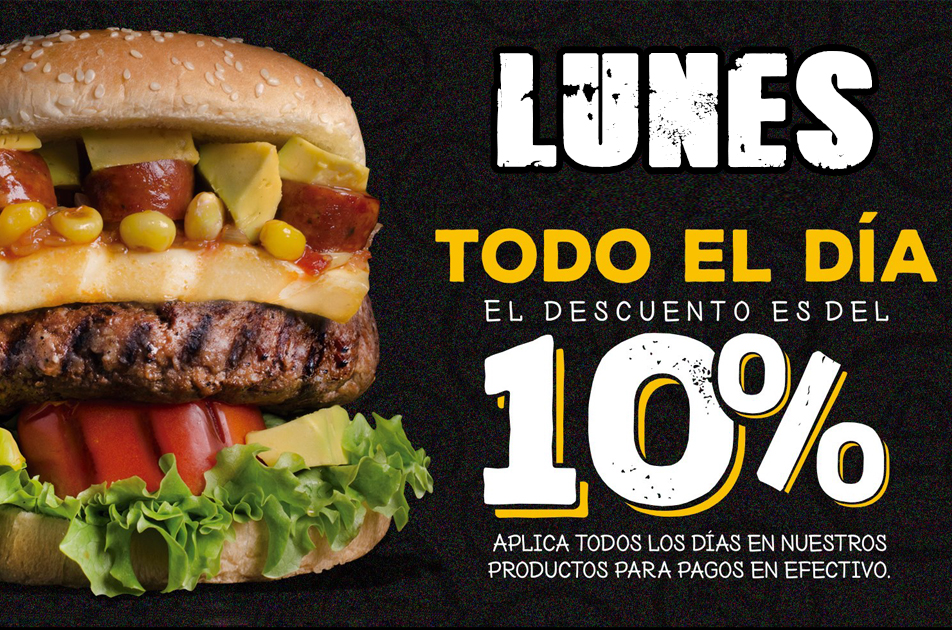 LUNES
TODO EL DÍA
EL DESCUENTO ES DEL
10%
APLICA TODOS LOS DÍAS EN NUESTROS
PRODUCTOS PARA PAGOS EN EFECTIVO.